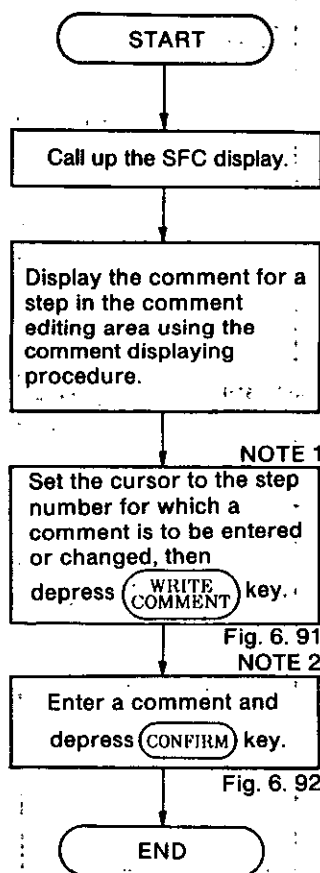 START
Call up the SFC display.
Display the comment for a
step in the comment
editing area using the
comment displaying
procedure.
NOTE 1
Set the cursor to the step
number for which a
comment is to be entered
or changed, then
depress WRITE COMMENT key.
Fig. 6. 91
NOTE 2
Enter a comment and
depress CONFIRM key.
Fig. 6. 92
END